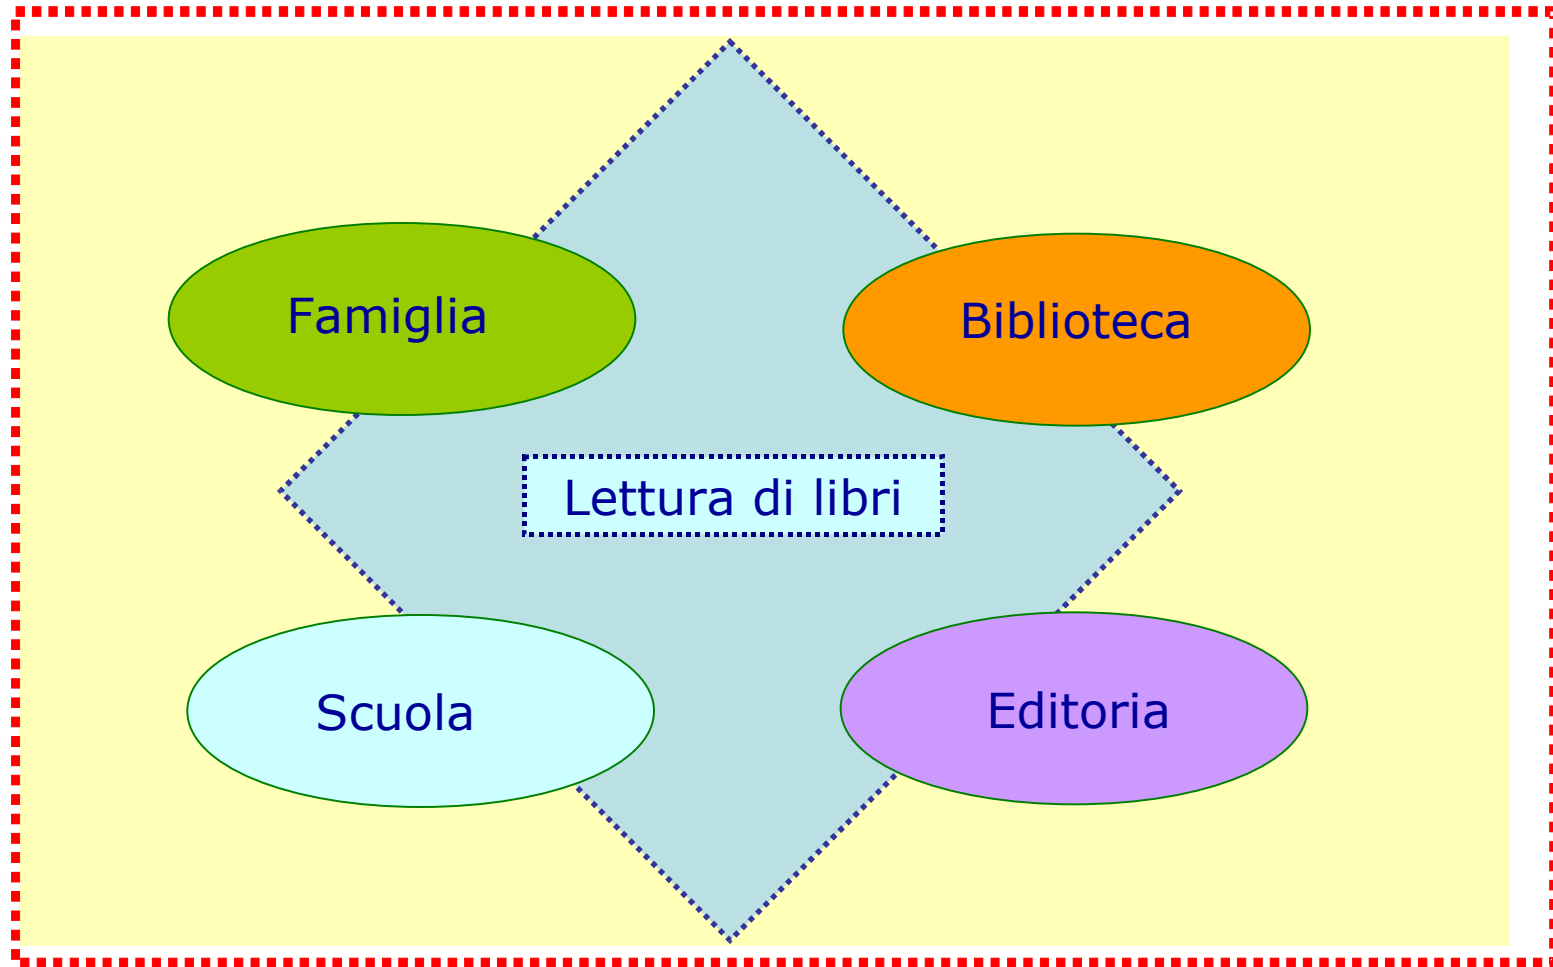 Famiglia
Biblioteca
Lettura di libri
Scuola
Editoria